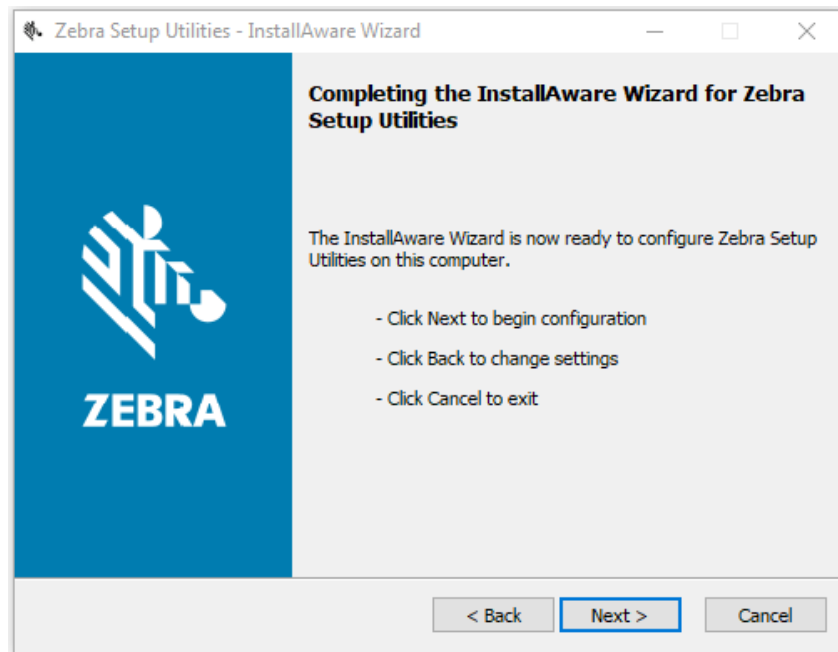 Zebra Setup Utilities - InstallAware Wizard
Completing the InstallAware Wizard for Zebra
Setup Utilities
The InstallAware Wizard is now ready to configure Zebra Setup
Utilities on this computer.
- Click Next to begin configuration
- Click Back to change settings
- Click Cancel to exit
ZEBRA
< Back Next > Cancel